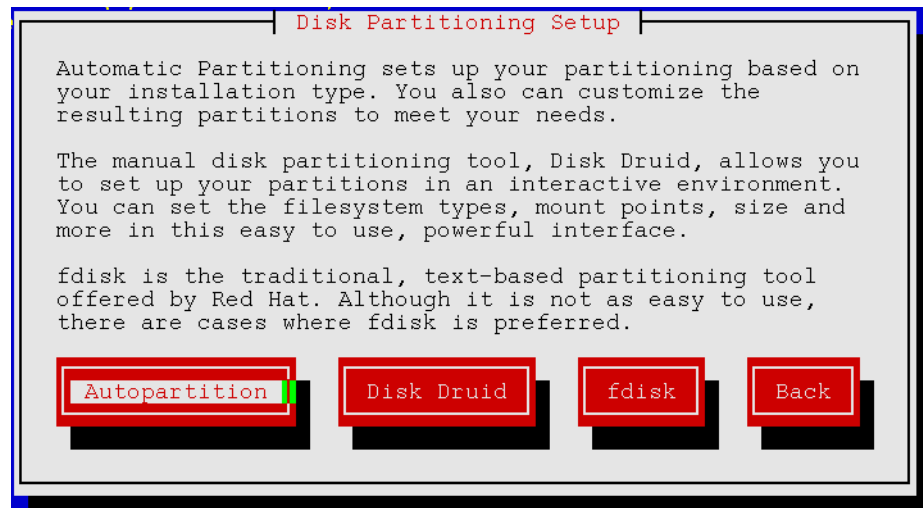 Disk Partitioning Setup
Automatic Partitioning sets up your partitioning based on
your installation type. You also can customize the
resulting partitions to meet your needs.
The manual disk partitioning tool, Disk Druid, allows you
to set up your partitions in an interactive environment.
You can set the filesystem types, mount points, size and
more in this easy to use, powerful interface.
fdisk is the traditional, text-based partitioning tool
offered by Red Hat. Although it is not as easy to use,
there are cases where fdisk is preferred.
Autopartition Disk Druid fdisk Back